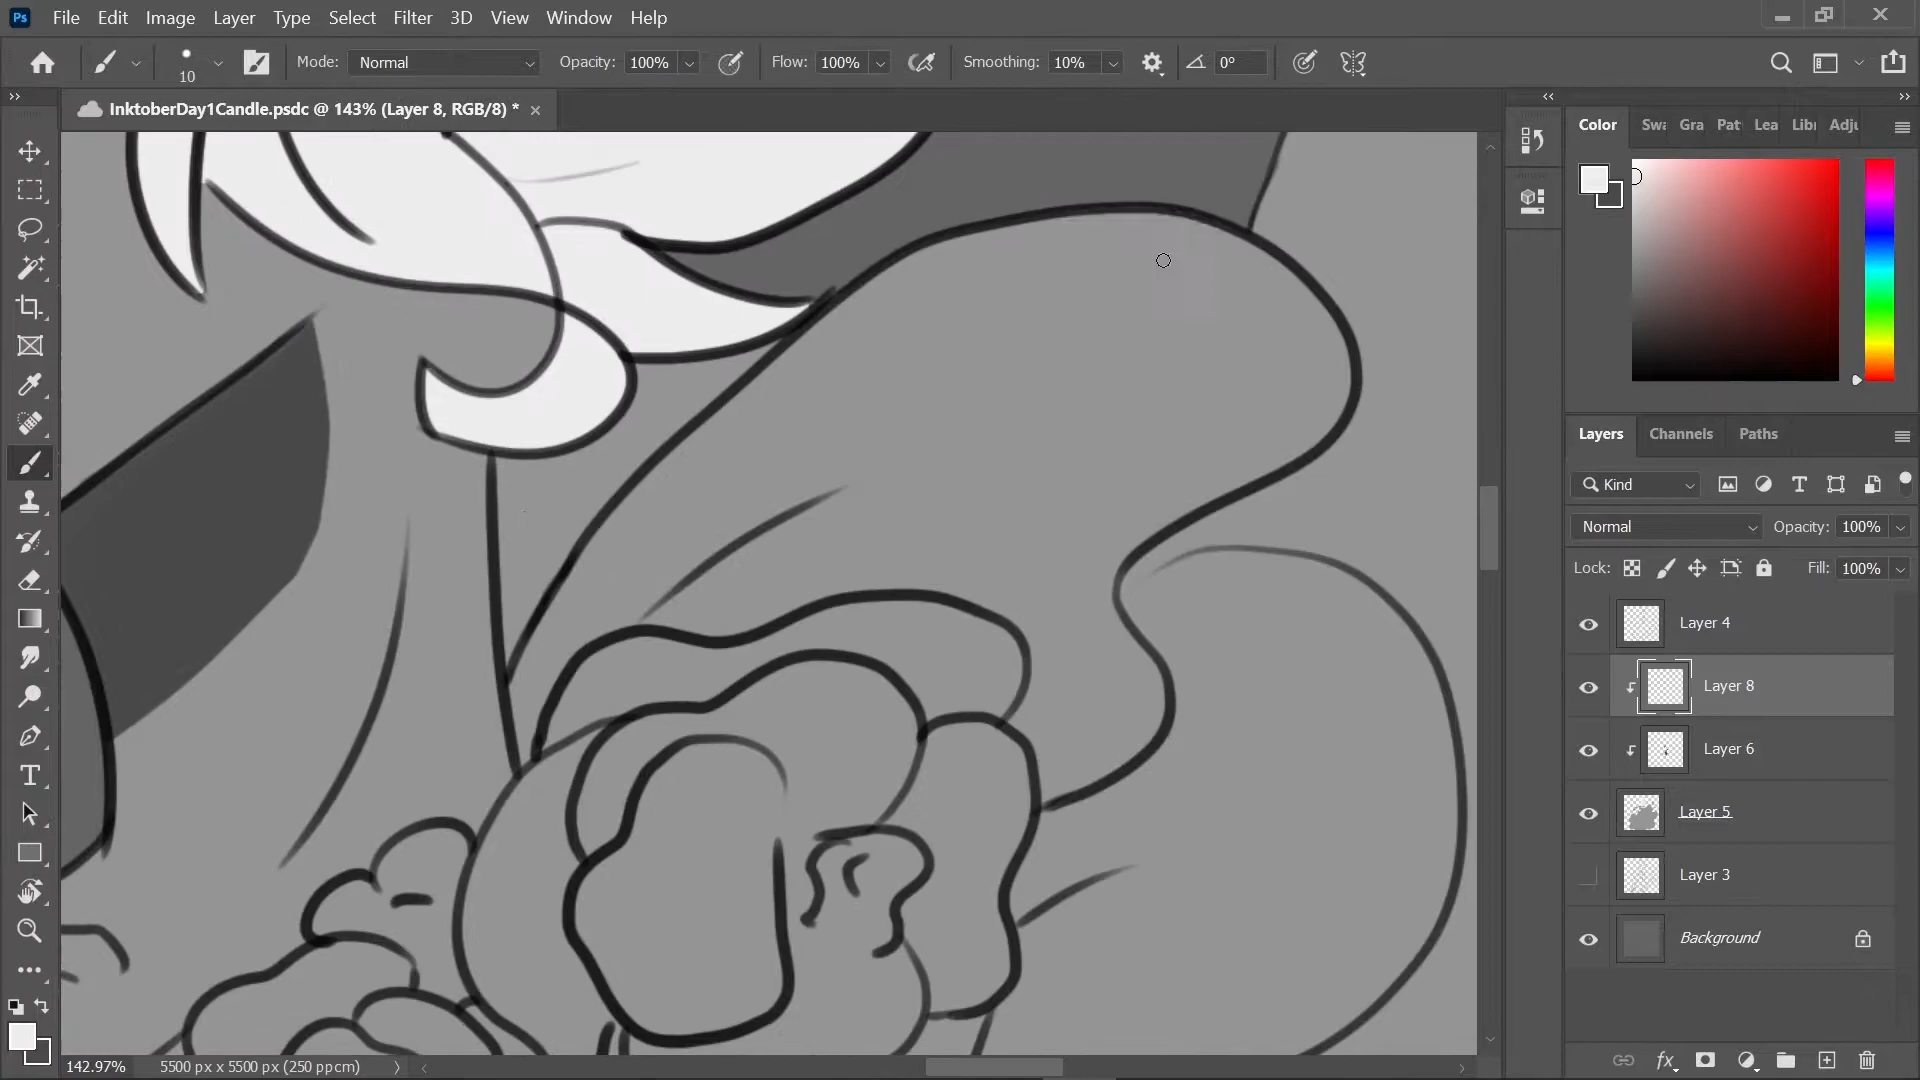 Ps File Edit Image Layer Type Select Filter 3D View Window Help
10 Mode: Normal Opacity: 100% Flow: 100% Smoothing: 10% 0°
InktoberDay1Candle.psdc @ 143% (Layer 8, RGB/8) *
Color Swa Gra Pat Lea Libr Adju
Layers Channels Paths
Kind
Normal Opacity: 100%
Lock: Fill: 100%
Layer 4
Layer 8
Layer 6
Layer 5
Layer 3
Background
142.97% 5500 px x 5500 px (250 ppcm)
fx